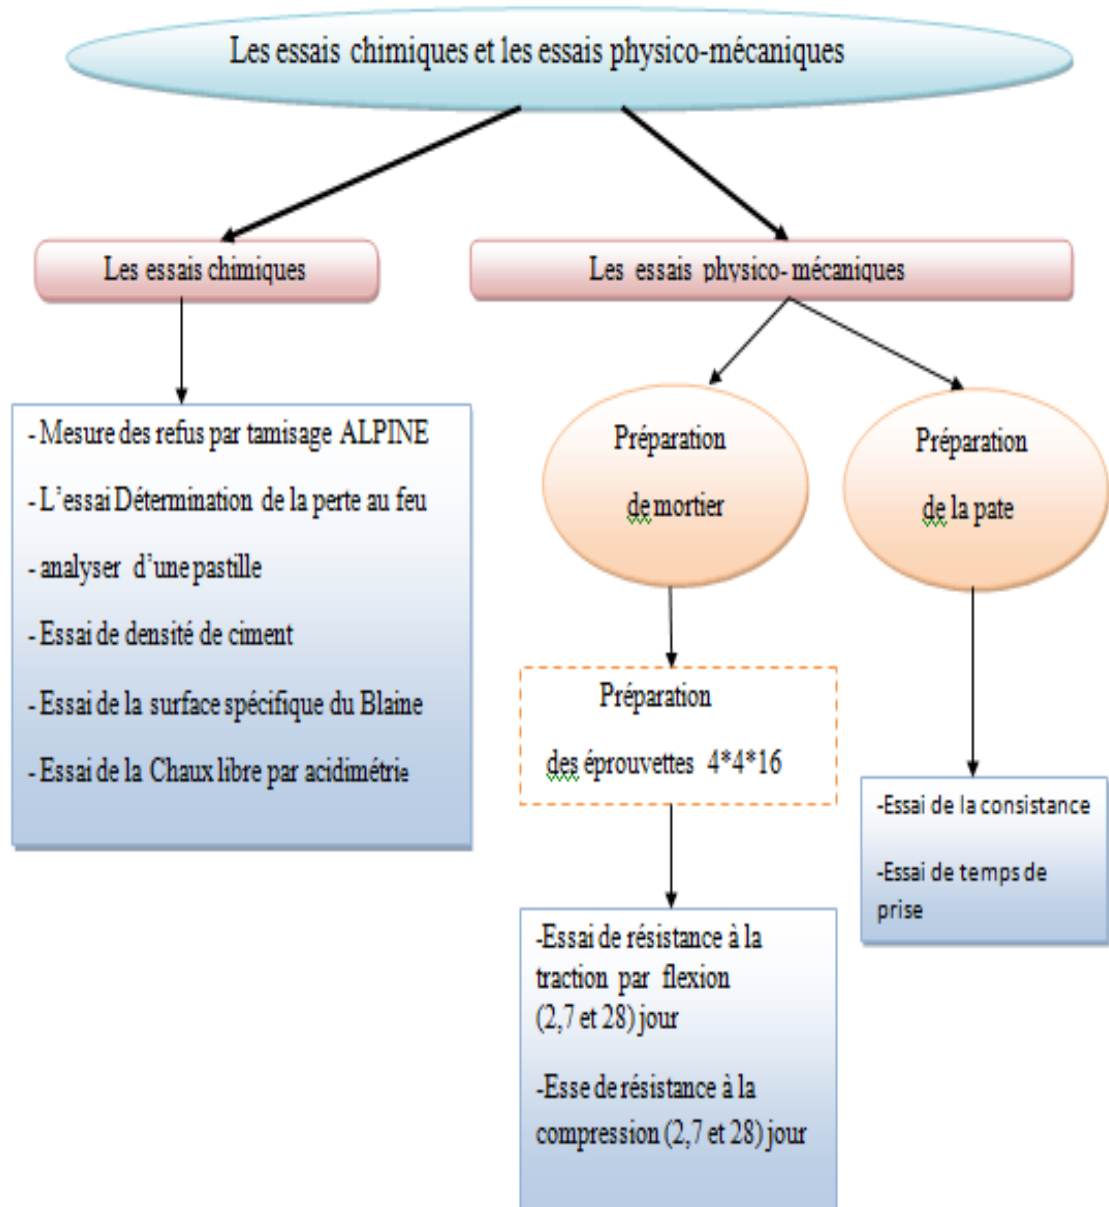 Les essais chimiques et les essais physico-mécaniques
Les essais chimiques
Les essais physico- mécaniques
- Mesure des refus par tamisage ALPINE
- L'essai Détermination de la perte au feu
- analyser d'une pastille
- Essai de densité de ciment
- Essai de la surface spécifique du Blaine
- Essai de la Chaux libre par acidimétrie
Préparation
de mortier
Préparation
de la pate
Préparation
des éprouvettes 4*4*16
-Essai de résistance à la
traction par flexion
(2,7 et 28) jour
-Esse de résistance à la
compression (2,7 et 28) jour
-Essai de la consistance
-Essai de temps de
prise